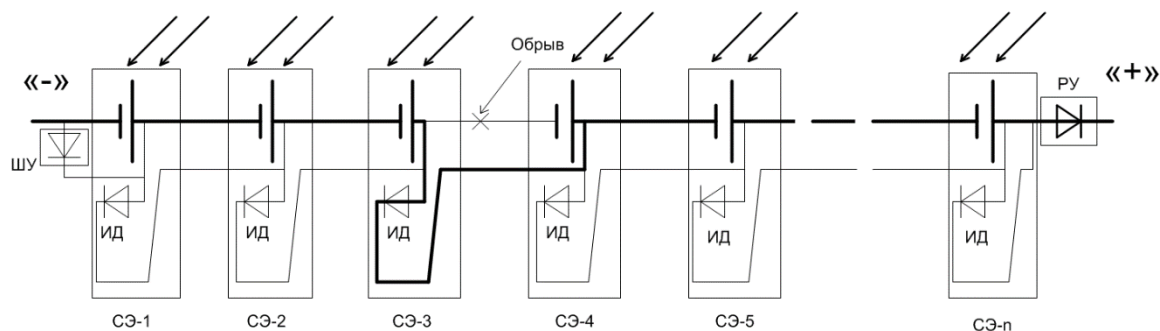 Обрыв
«-»
«+»
РУ
ШУ
ИД
ИД
ИД
ИД
ИД
ИД
СЭ-1
СЭ-2
СЭ-3
СЭ-4
СЭ-5
СЭ-n